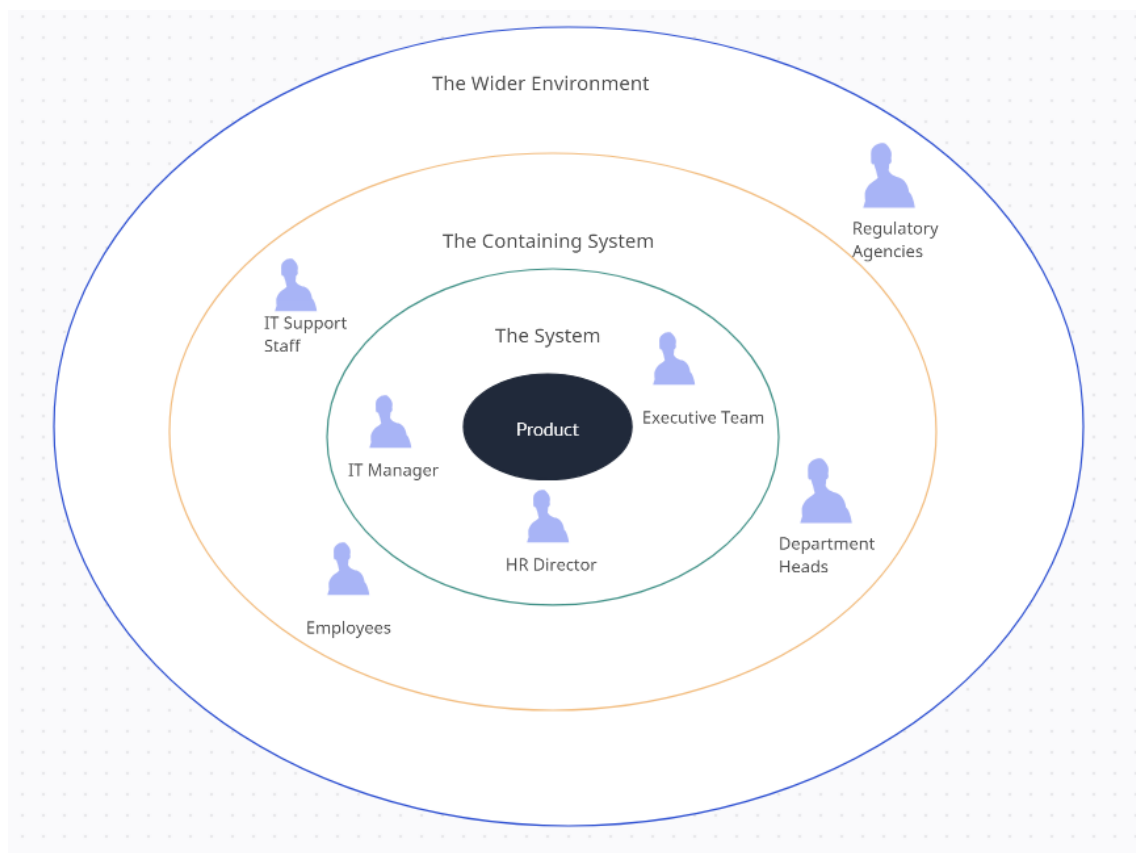 The Wider Environment
Regulatory
Agencies
The Containing System
IT Support
Staff
The System
Executive Team
Product
IT Manager
Department
Heads
HR Director
Employees